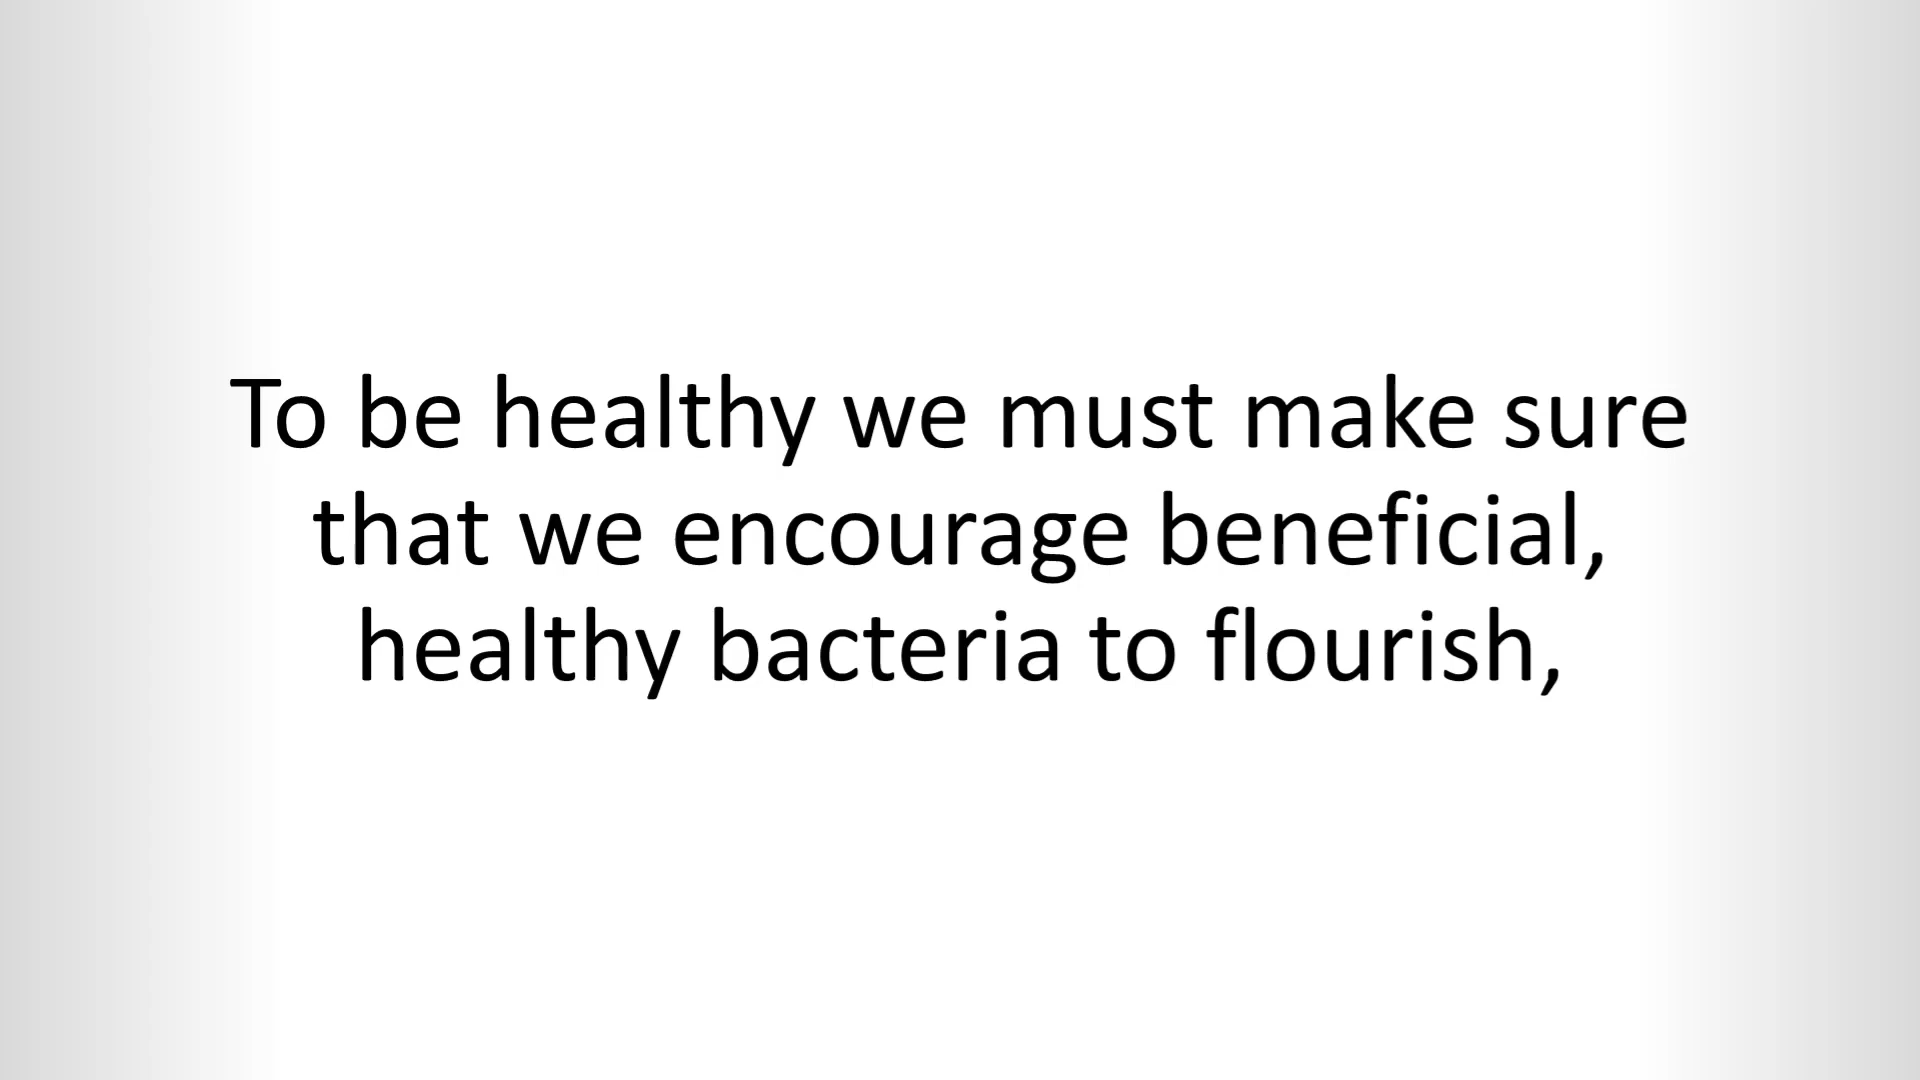 To be healthy we must make sure
that we encourage beneficial,
healthy bacteria to flourish,